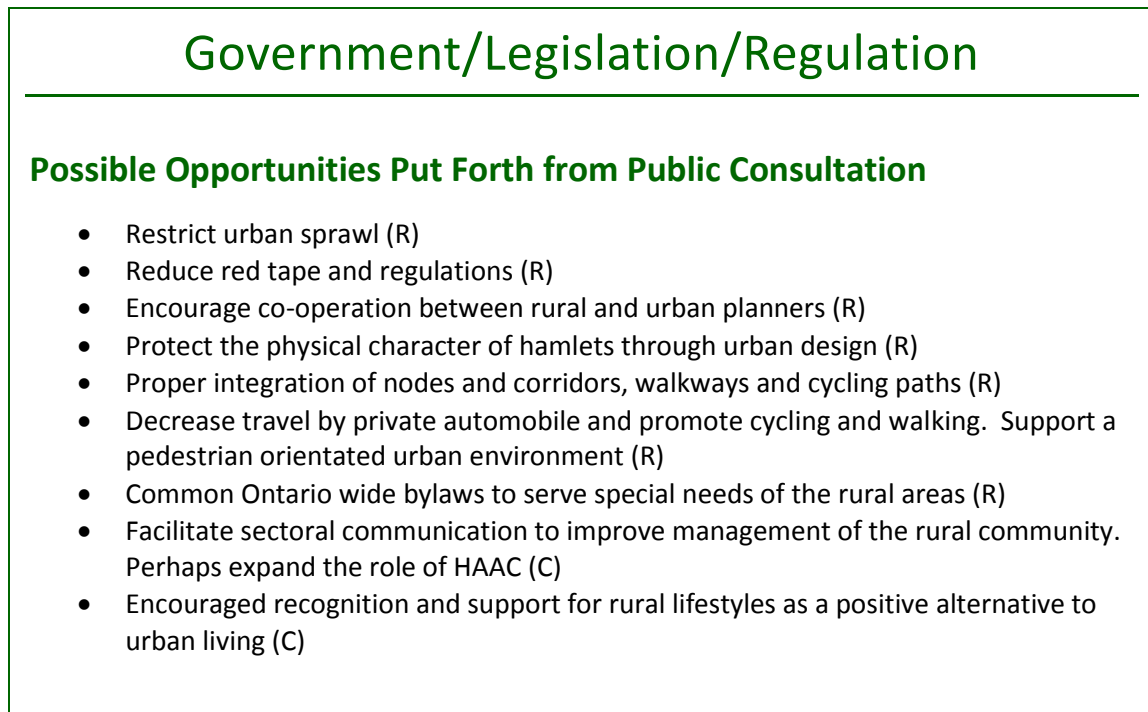 Government/Legislation/Regulation
Possible Opportunities Put Forth from Public Consultation
• Restrict urban sprawl (R)
• Reduce red tape and regulations (R)
• Encourage co-operation between rural and urban planners (R)
• Protect the physical character of hamlets through urban design (R)
• Proper integration of nodes and corridors, walkways and cycling paths (R)
• Decrease travel by private automobile and promote cycling and walking.  Support a
pedestrian orientated urban environment (R)
• Common Ontario wide bylaws to serve special needs of the rural areas (R)
• Facilitate sectoral communication to improve management of the rural community.
Perhaps expand the role of HAAC (C)
• Encouraged recognition and support for rural lifestyles as a positive alternative to
urban living (C)